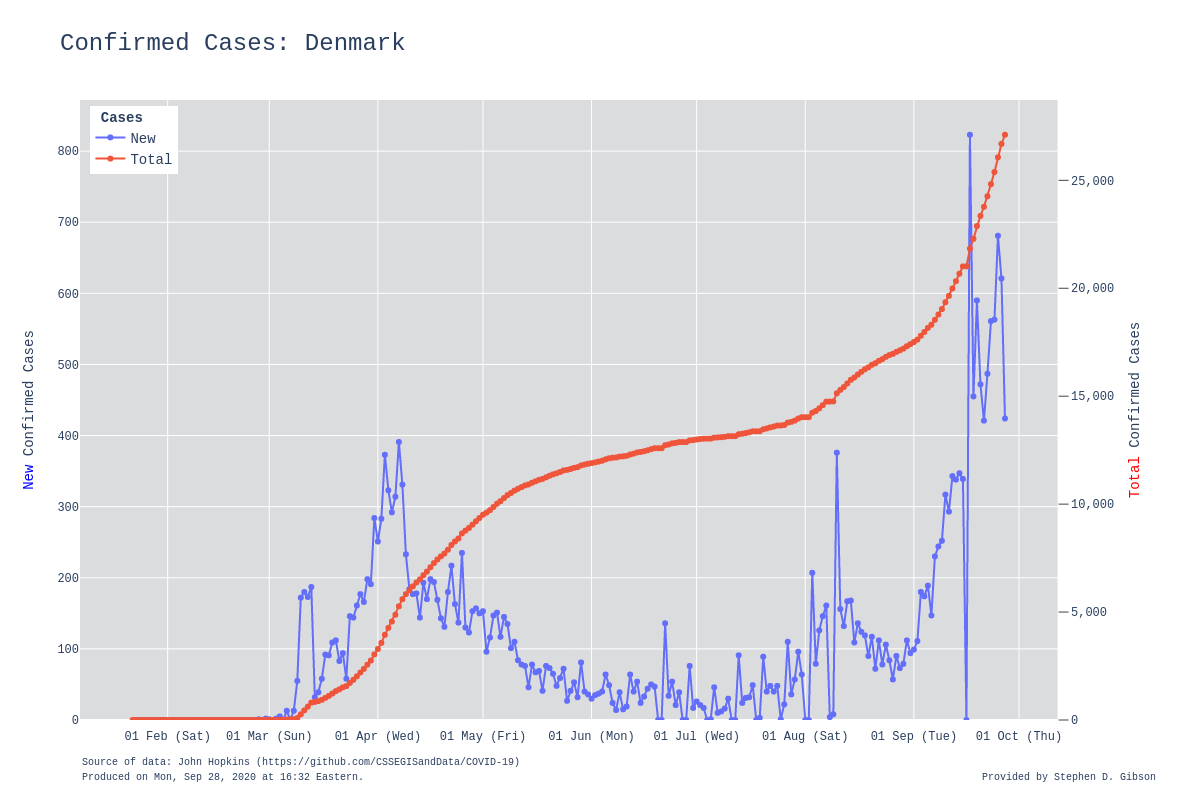 Confirmed Cases: Denmark
Cases
New
Total
800
700
600
500
400
300
200
100
0
New Confirmed Cases
25,000
20,000
15,000
10,000
5,000
0
Total Confirmed Cases
01 Feb (Sat) 01 Mar (Sun) 01 Apr (Wed) 01 May (Fri) 01 Jun (Mon) 01 Jul (Wed) 01 Aug (Sat) 01 Sep (Tue) 01 Oct (Thu)
Source of data: John Hopkins (https://github.com/CSSEGISandData/COVID-19)
Produced on Mon, Sep 28, 2020 at 16:32 Eastern.
Provided by Stephen D. Gibson